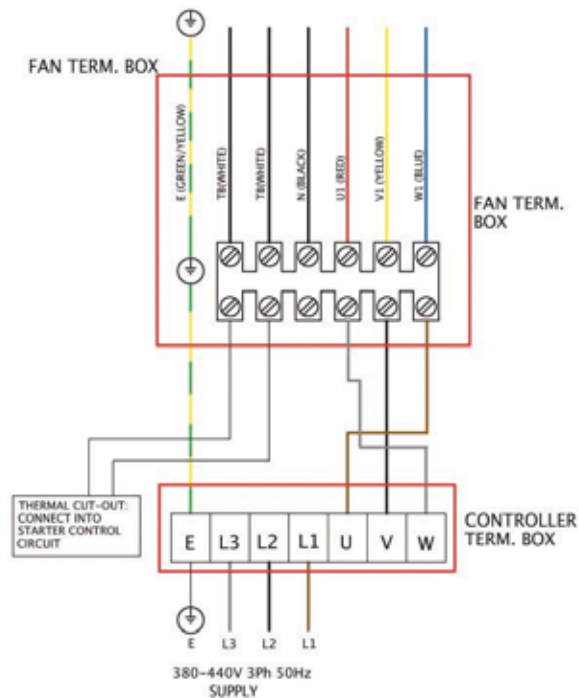 FAN TERM. BOX
E (GREEN/YELLOW)
TB(WHITE)
TB(WHITE)
N (BLACK)
U1 (RED)
V1 (YELLOW)
W1 (BLUE)
FAN TERM.
BOX
THERMAL CUT-OUT:
CONNECT INTO
STARTER CONTROL
CIRCUIT
E L3 L2 L1 U V W
CONTROLLER
TERM. BOX
E L3 L2 L1
380-440V 3Ph 50Hz
SUPPLY